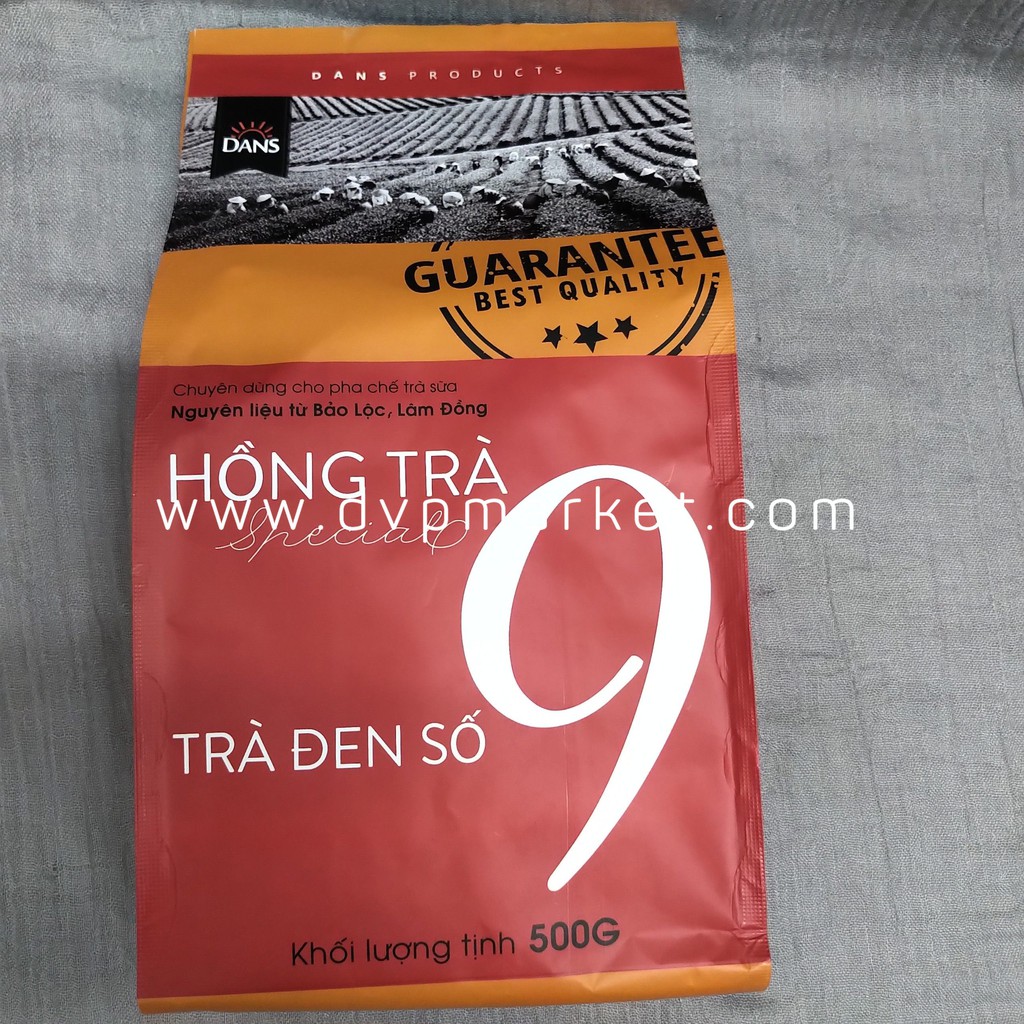 DANS PRODUCTS
DANS
GUARANTEE
BEST QUALITY
Chuyên dùng cho pha chế trà sữa
Nguyên liệu từ Bảo Lộc, Lâm Đồng
HỒNG TRÀ
www.dvpmarket.com
Special
9
TRÀ ĐEN SỐ
Khối lượng tịnh 500G